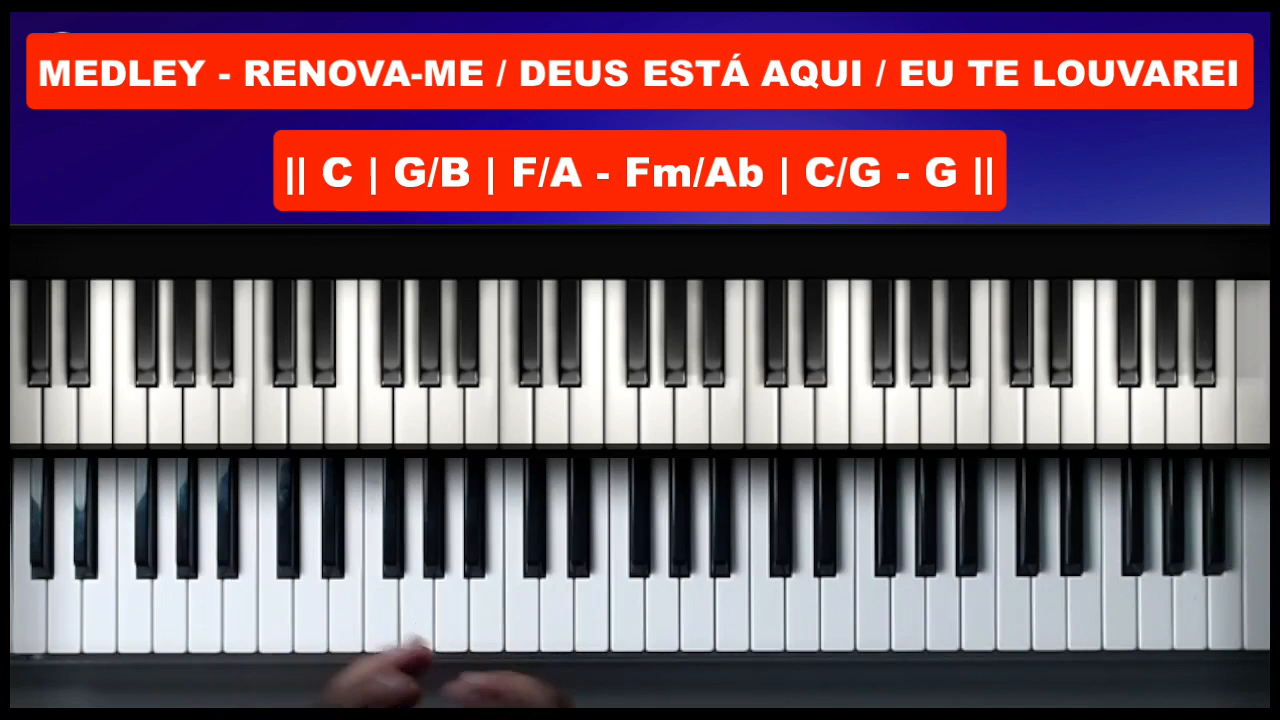 MEDLEY - RENOVA-ME / DEUS ESTÁ AQUI / EU TE LOUVAREI
|| C | G/B | F/A - Fm/Ab | C/G - G ||